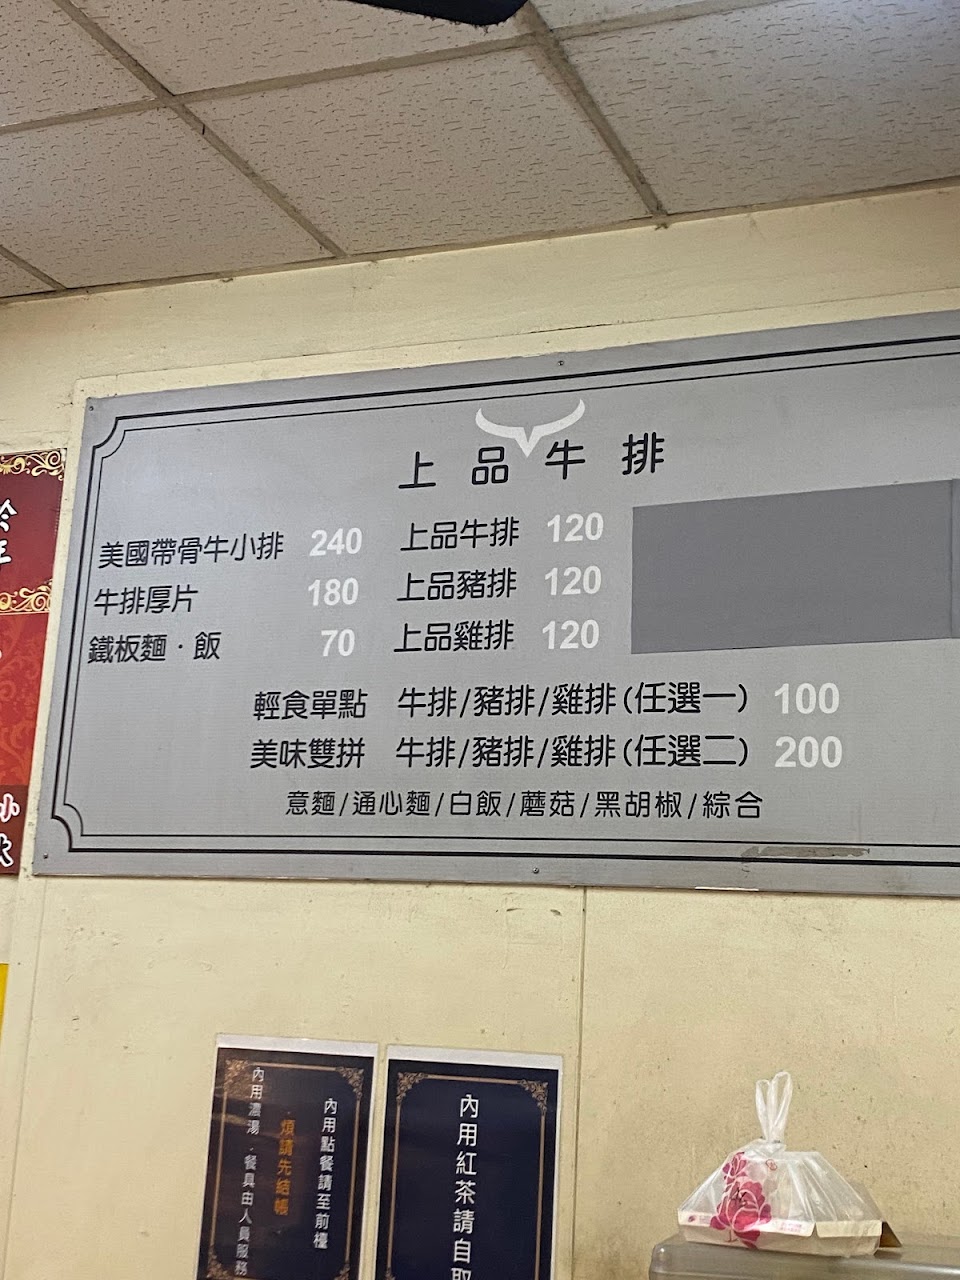 上品牛排
美國帶骨牛小排 240
牛排厚片 180
鐵板麵‧飯 70
上品牛排 120
上品豬排 120
上品雞排 120
輕食單點 牛排/豬排/雞排(任選一) 100
美味雙拼 牛排/豬排/雞排(任選二) 200
意麵/通心麵/白飯/蘑菇/黑胡椒/綜合
內用點餐請至前檯
煩請先結帳
內用濃湯‧餐具由人員服務
內用紅茶請自取
小